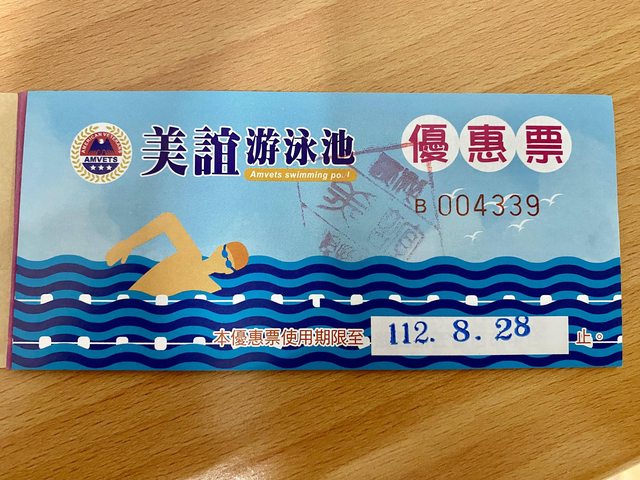 AMVETS
美誼游泳池
Amvets swimming pool
優惠票
B 004339
本優惠票使用期限至 112. 8. 28 止。